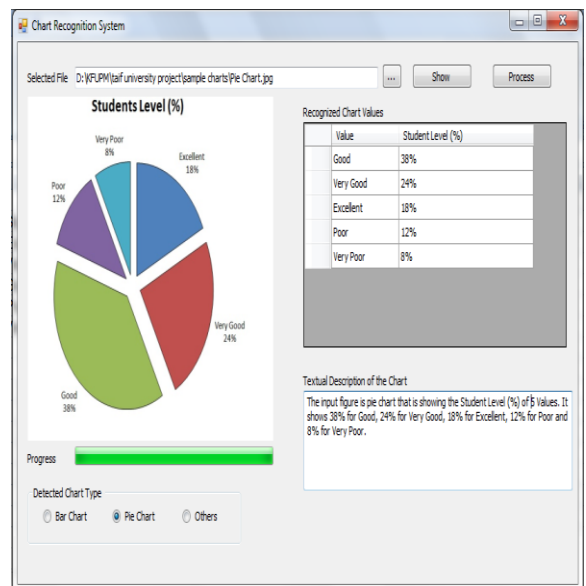 Chart Recognition System
Selected File D:\KFUPM\taif university project\sample charts\Pie Chart.jpg ... Show Process
Students Level (%)
Very Poor
8%
Excellent
18%
Poor
12%
Very Good
24%
Good
38%
Progress
Detected Chart Type
Bar Chart Pie Chart Others
Recognized Chart Values
Value Student Level (%)
Good 38%
Very Good 24%
Excellent 18%
Poor 12%
Very Poor 8%
Textual Description of the Chart
The input figure is pie chart that is showing the Student Level (%) of 5 Values. It
shows 38% for Good, 24% for Very Good, 18% for Excellent, 12% for Poor and
8% for Very Poor.